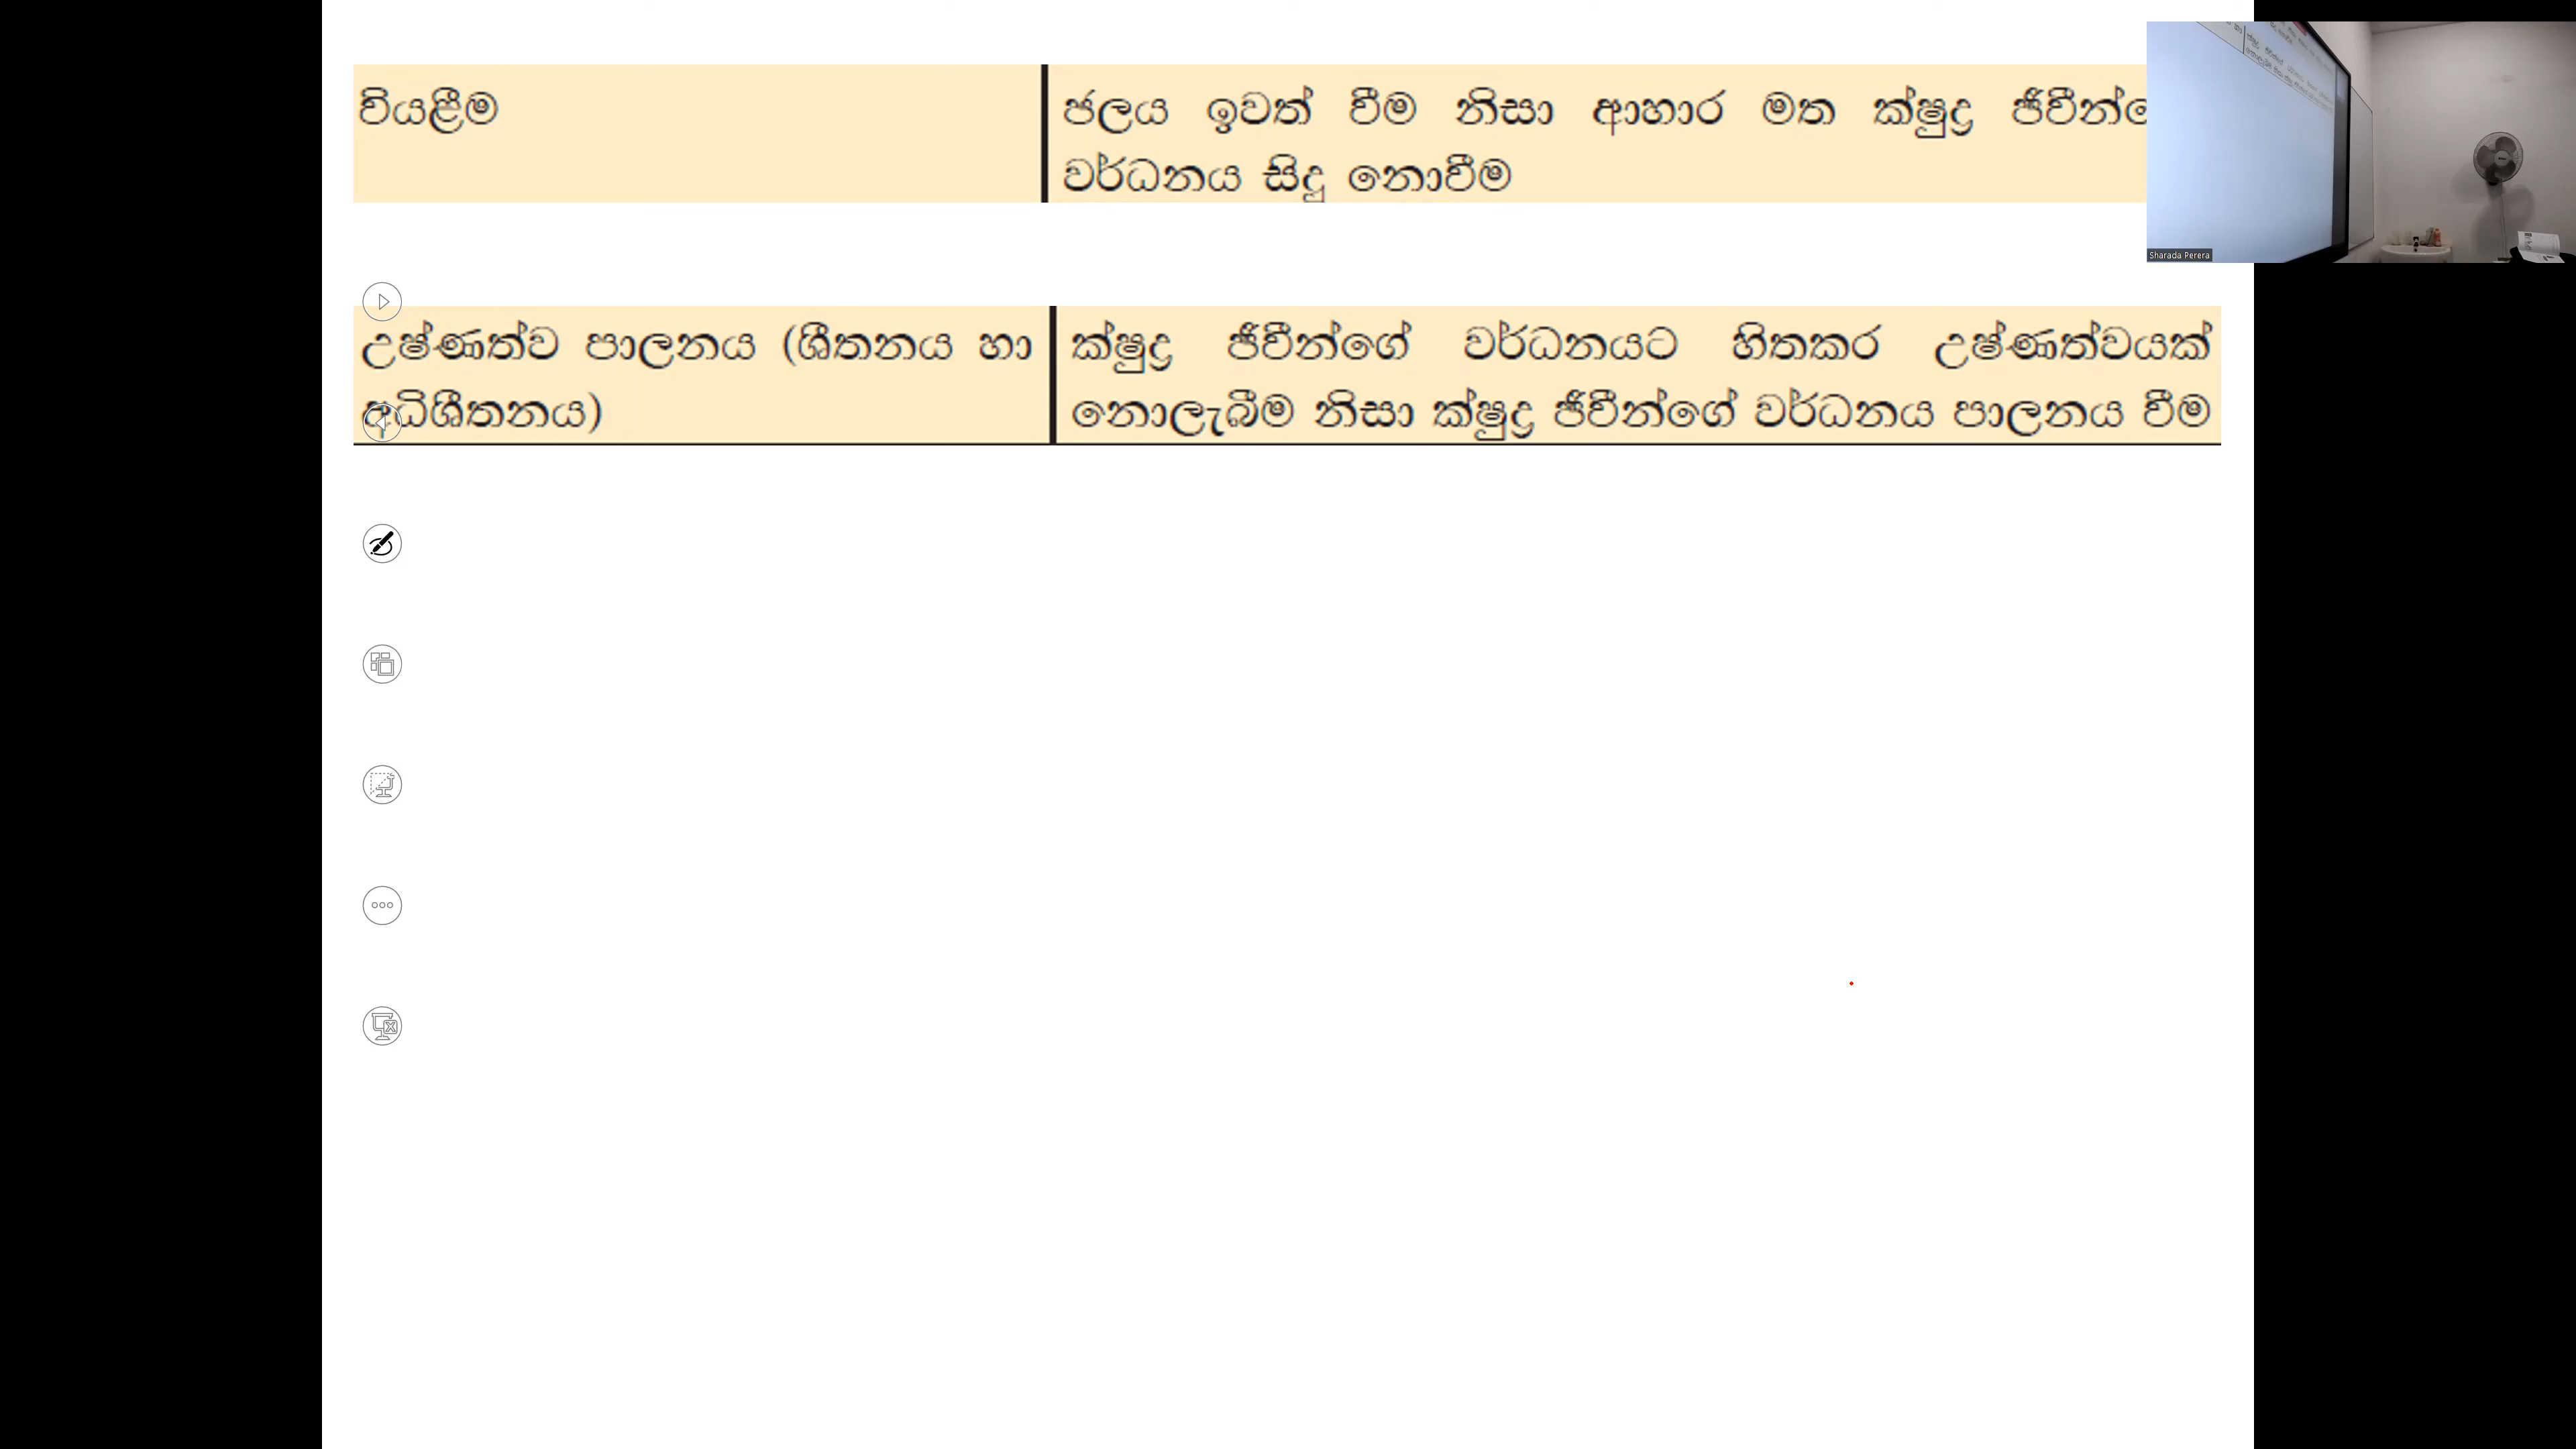 වියළීම
ජලය ඉවත් වීම නිසා ආහාර මත ක්ෂුද්‍ර
වර්ධනය සිදු නොවීම
උෂ්ණත්ව පාලනය (ශීතනය හා
අධිශීතනය)
ක්ෂුද්‍ර ජීවීන්ගේ වර්ධනයට හිතකර උෂ්ණත්වයක්
නොලැබීම නිසා ක්ෂුද්‍ර ජීවීන්ගේ වර්ධනය පාලනය වීම
Sharada Perera